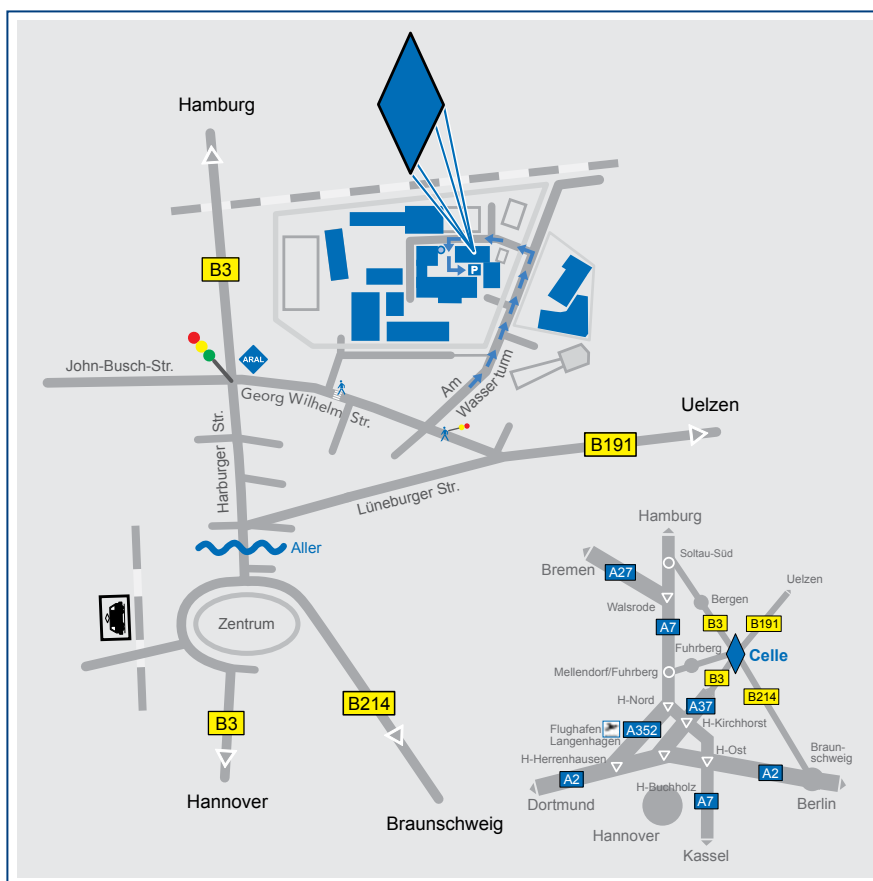 Hamburg
B3
P
John-Busch-Str.
ARAL
Georg Wilhelm Str.
Am
Wasserturm
Uelzen
B191
Harburger Str.
Lüneburger Str.
Aller
Zentrum
B3
B214
Hannover
Braunschweig
Hamburg
Soltau-Süd
Bremen
A27
Uelzen
Walsrode
Bergen
A7
B3
B191
Fuhrberg
Celle
Mellendorf/Fuhrberg
B3
B214
H-Nord
A37
Flughafen
Langenhagen
A352
H-Kirchhorst
H-Herrenhausen
H-Ost
Braun-
schweig
A2
H-Buchholz
A2
Dortmund
A7
Berlin
Hannover
Kassel